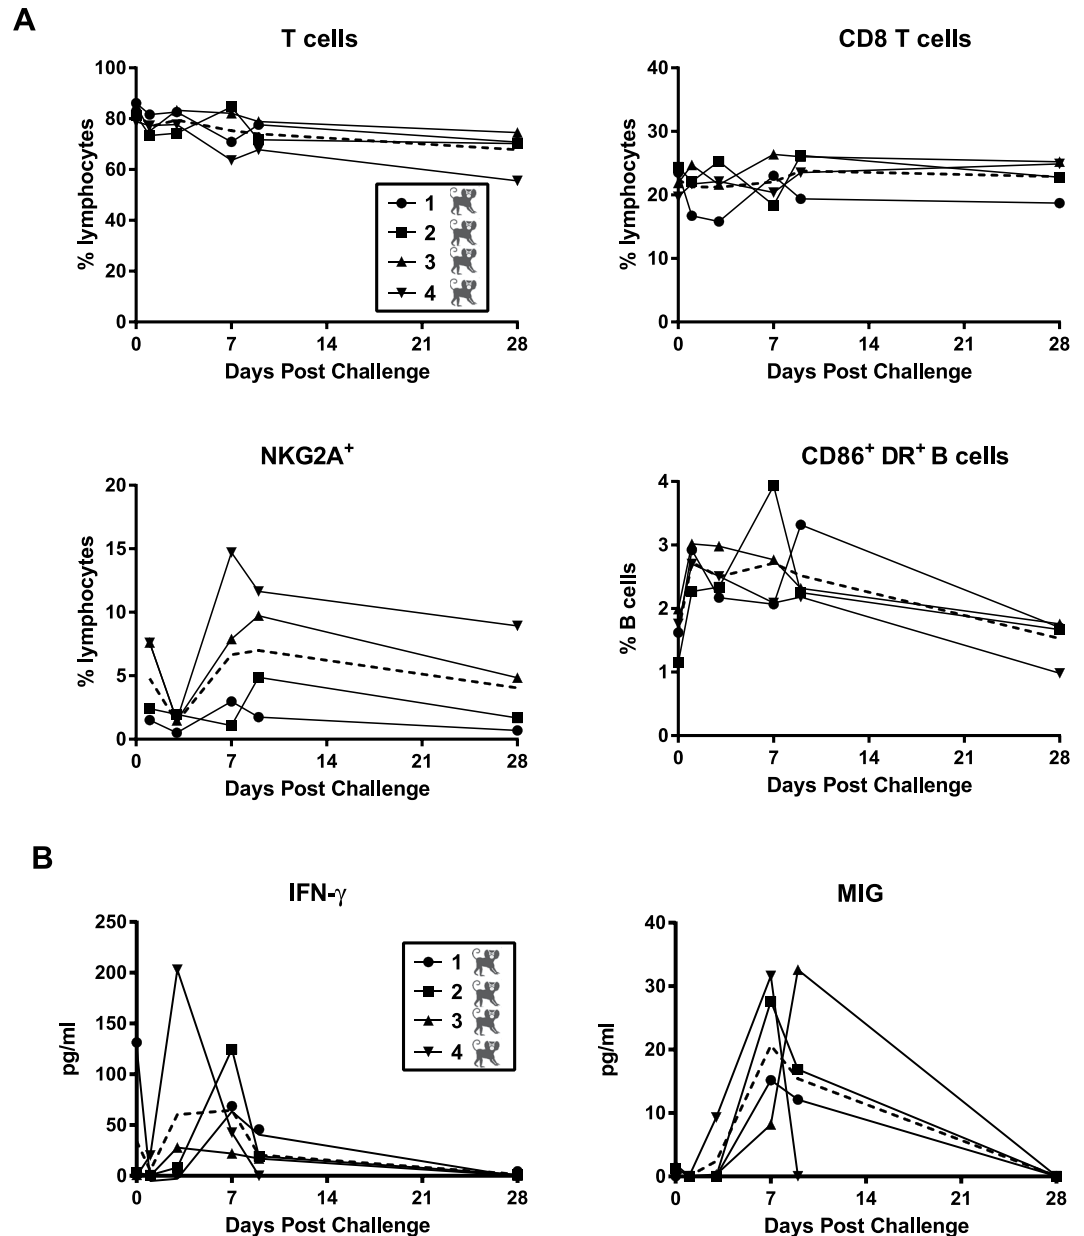 A
T cells
100
80
60
40
20
0
% lymphocytes
0 7 14 21 28
Days Post Challenge
1
2
3
4
CD8 T cells
40
30
20
10
0
% lymphocytes
0 7 14 21 28
Days Post Challenge
NKG2A⁺
20
15
10
5
0
% lymphocytes
0 7 14 21 28
Days Post Challenge
CD86⁺ DR⁺ B cells
4
3
2
1
0
% B cells
0 7 14 21 28
Days Post Challenge
B
IFN-γ
250
200
150
100
50
0
pg/ml
0 7 14 21 28
Days Post Challenge
1
2
3
4
MIG
40
30
20
10
0
pg/ml
0 7 14 21 28
Days Post Challenge